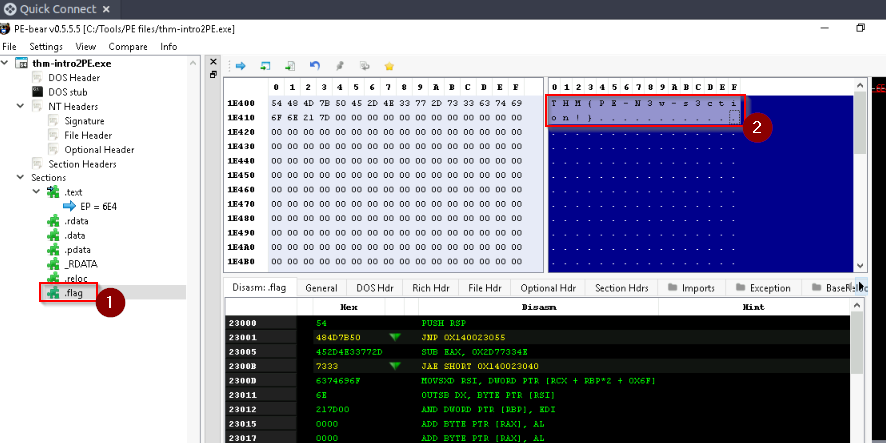 Quick Connect ×
PE-bear v0.5.5.5 [C:/Tools/PE files/thm-intro2PE.exe]
File Settings View Compare Info
thm-intro2PE.exe
DOS Header
DOS stub
NT Headers
Signature
File Header
Optional Header
Section Headers
Sections
.text
EP = 6E4
.rdata
.data
.pdata
_RDATA
.reloc
.flag
1
0 1 2 3 4 5 6 7 8 9 A B C D E F
1E400 54 48 4D 7B 50 45 2D 4E 33 77 2D 73 33 63 74 69
1E410 6F 6E 21 7D 00 00 00 00 00 00 00 00 00 00 00 00
1E420 00 00 00 00 00 00 00 00 00 00 00 00 00 00 00 00
1E430 00 00 00 00 00 00 00 00 00 00 00 00 00 00 00 00
1E440 00 00 00 00 00 00 00 00 00 00 00 00 00 00 00 00
1E450 00 00 00 00 00 00 00 00 00 00 00 00 00 00 00 00
1E460 00 00 00 00 00 00 00 00 00 00 00 00 00 00 00 00
1E470 00 00 00 00 00 00 00 00 00 00 00 00 00 00 00 00
1E480 00 00 00 00 00 00 00 00 00 00 00 00 00 00 00 00
1E490 00 00 00 00 00 00 00 00 00 00 00 00 00 00 00 00
1E4A0 00 00 00 00 00 00 00 00 00 00 00 00 00 00 00 00
1E4B0 00 00 00 00 00 00 00 00 00 00 00 00 00 00 00 00
0 1 2 3 4 5 6 7 8 9 A B C D E F
T H M { P E - N 3 w - s 3 c t i
o n ! } . . . . . . . . . . . .
2
Disasm: .flag General DOS Hdr Rich Hdr File Hdr Optional Hdr Section Hdrs Imports Exception BaseReloc
Hex Disasm Hint
23000 54 PUSH RSP
23001 484D7B50 JNP 0X140023055
23005 452D4E33772D SUB EAX, 0X2D77334E
2300B 7333 JAE SHORT 0X140023040
2300D 6374696F MOVSXD RSI, DWORD PTR [RCX + RBP*2 + 0X6F]
23011 6E OUTSB DX, BYTE PTR [RSI]
23012 217D00 AND DWORD PTR [RBP], EDI
23015 0000 ADD BYTE PTR [RAX], AL
23017 0000 ADD BYTE PTR [RAX], AL